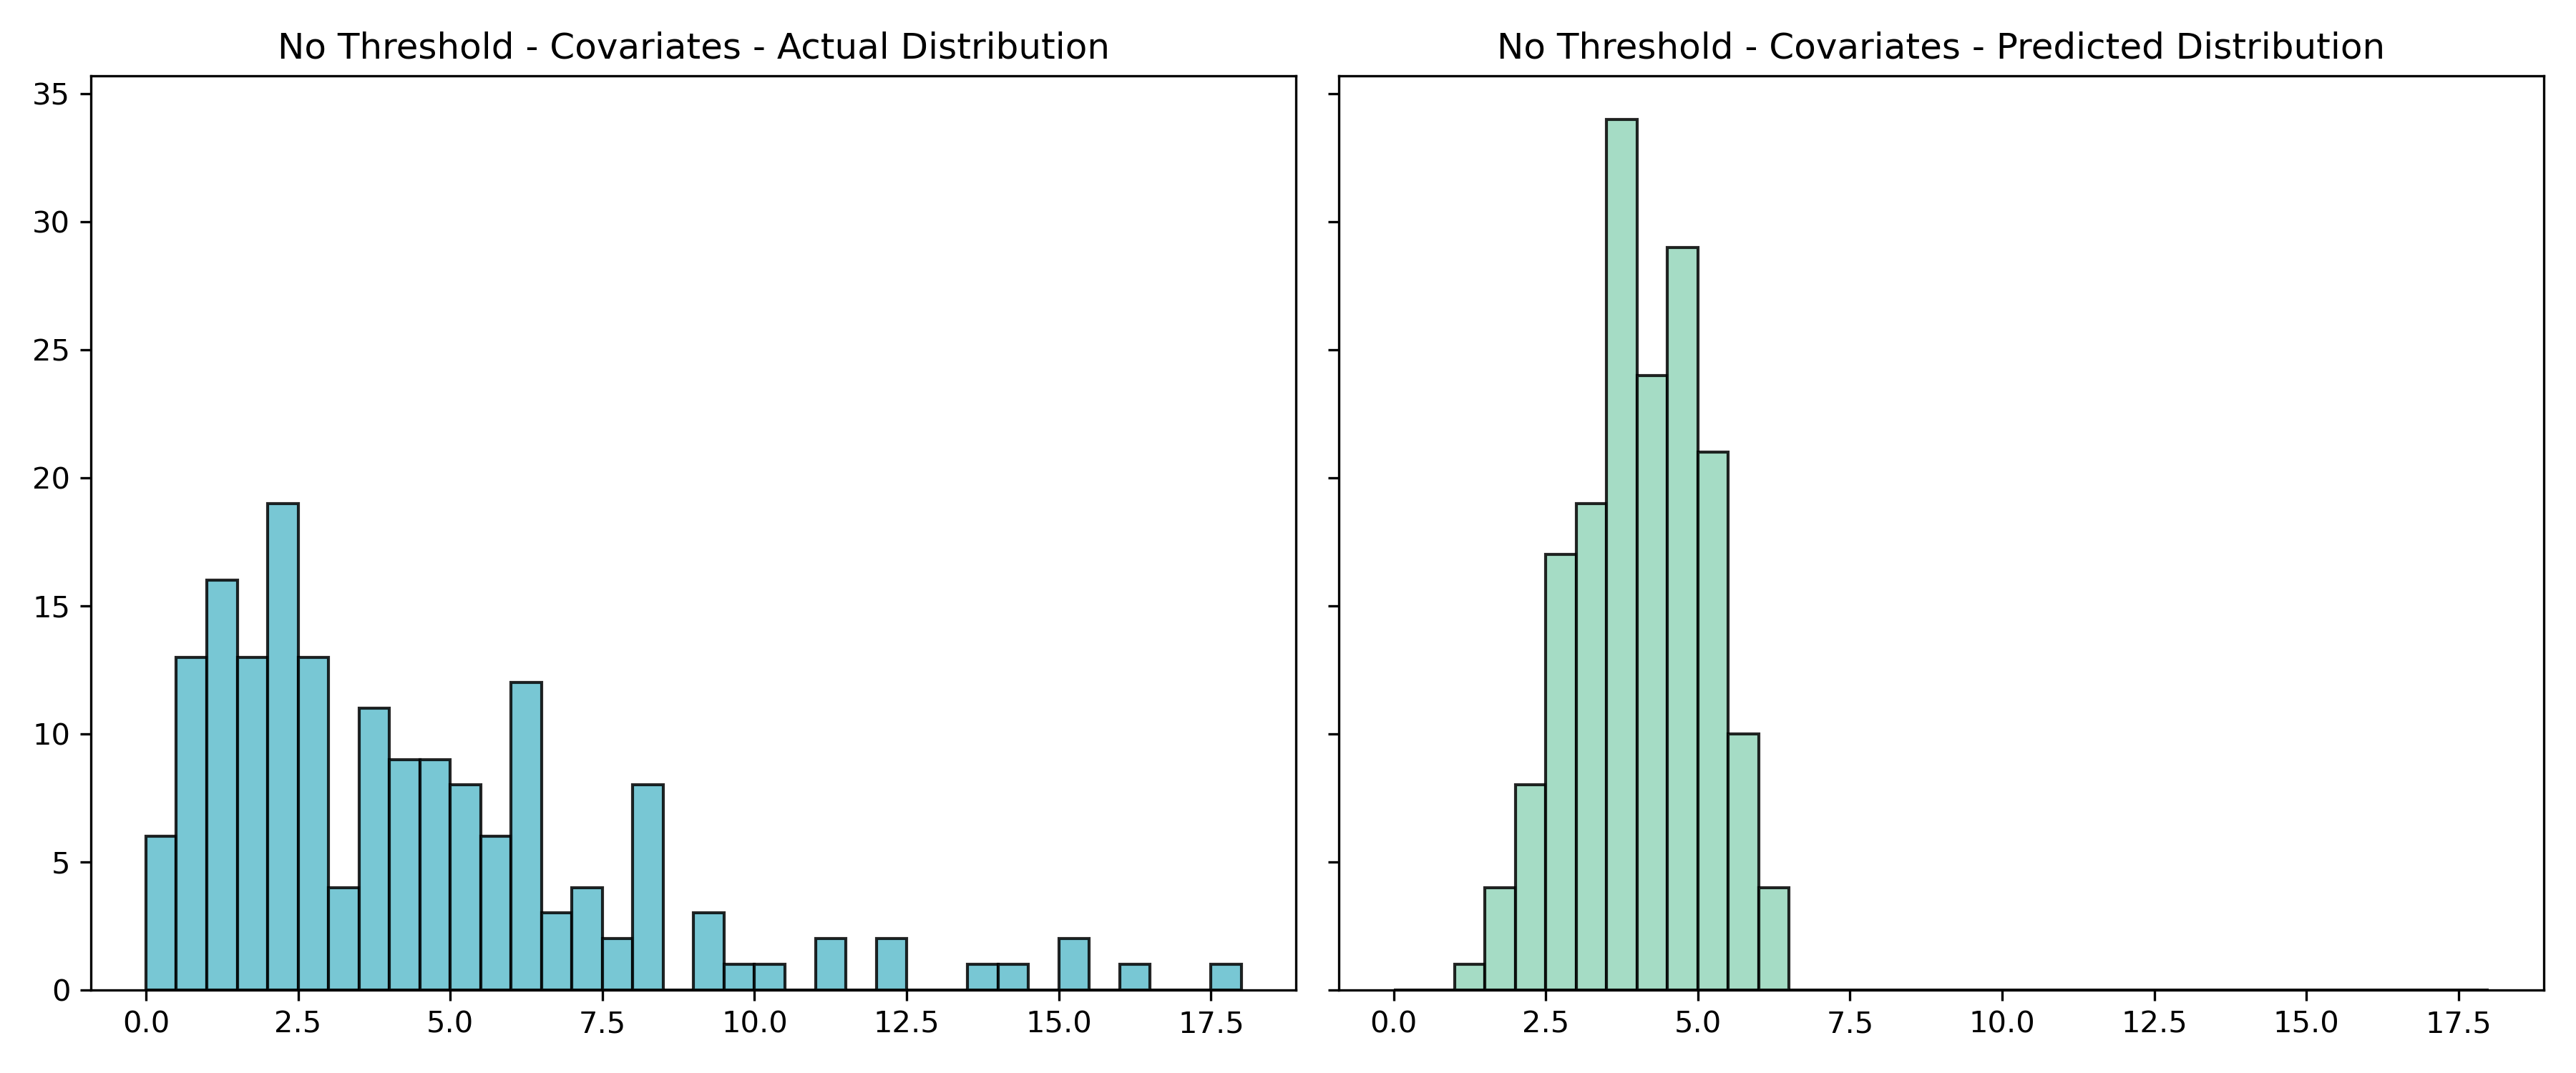 No Threshold - Covariates - Actual Distribution
No Threshold - Covariates - Predicted Distribution
35
30
25
20
15
10
5
0
0.0 2.5 5.0 7.5 10.0 12.5 15.0 17.5
0.0 2.5 5.0 7.5 10.0 12.5 15.0 17.5